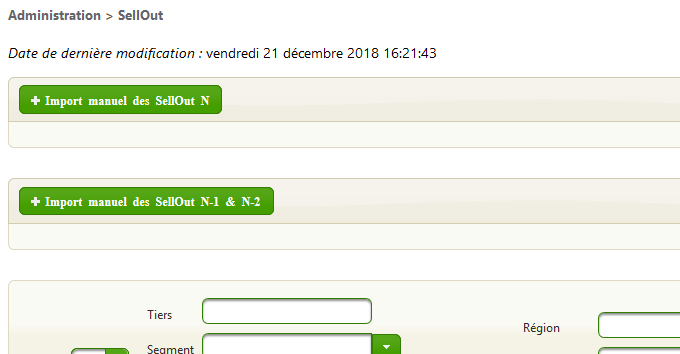 Administration > SellOut
Date de dernière modification : vendredi 21 décembre 2018 16:21:43
Import manuel des SellOut N
Import manuel des SellOut N-1 & N-2
Tiers
Région
Segment